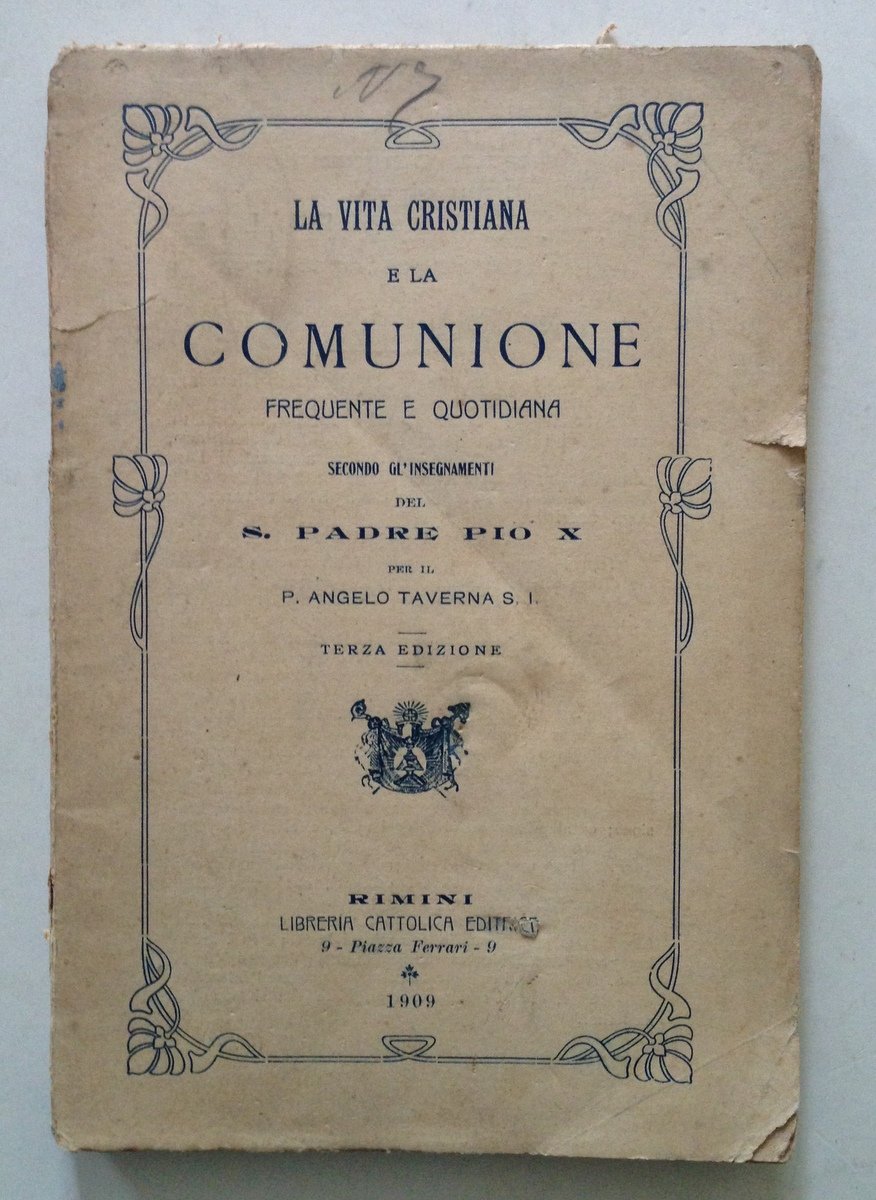 LA VITA CRISTIANA
E LA
COMUNIONE
FREQUENTE E QUOTIDIANA
SECONDO GL'INSEGNAMENTI
DEL
S. PADRE PIO X
PER IL
P. ANGELO TAVERNA S. I.
TERZA EDIZIONE
RIMINI
LIBRERIA CATTOLICA EDITRICE
9 - Piazza Ferrari - 9
1909